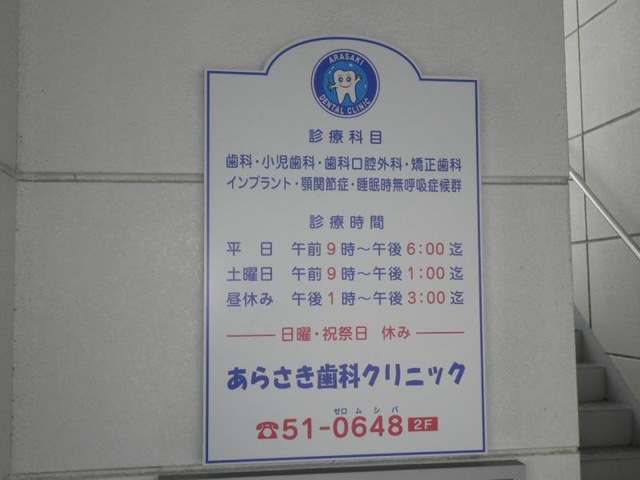 ARASAKI
DENTAL CLINIC
診療科目
歯科・小児歯科・歯科口腔外科・矯正歯科
インプラント・顎関節症・睡眠時無呼吸症候群
診療時間
平 日 午前9時～午後6:00迄
土曜日 午前9時～午後1:00迄
昼休み 午後1時～午後3:00迄
日曜・祝祭日 休み
あらさき歯科クリニック
ゼロ ム シ バ
☎51-0648 2F